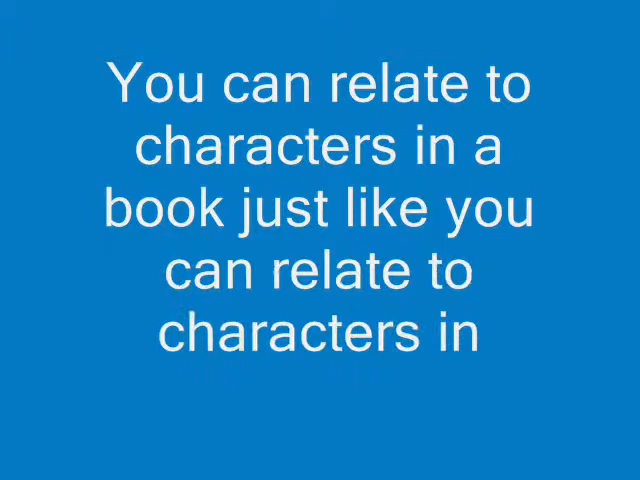 You can relate to
characters in a
book just like you
can relate to
characters in